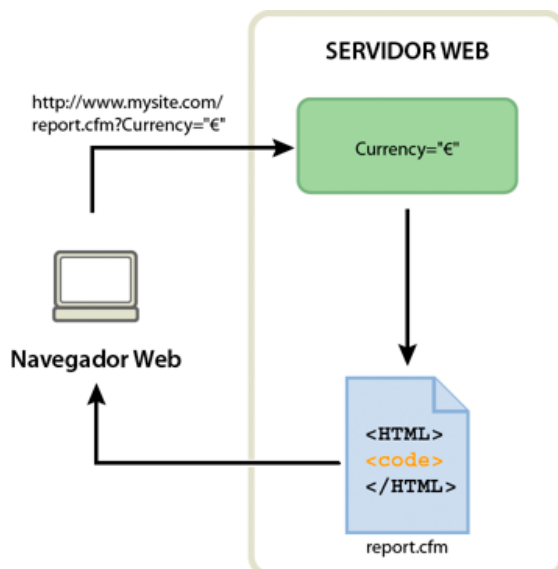 SERVIDOR WEB
http://www.mysite.com/
report.cfm?Currency="€"
Currency="€"
Navegador Web
<HTML>
<code>
</HTML>
report.cfm